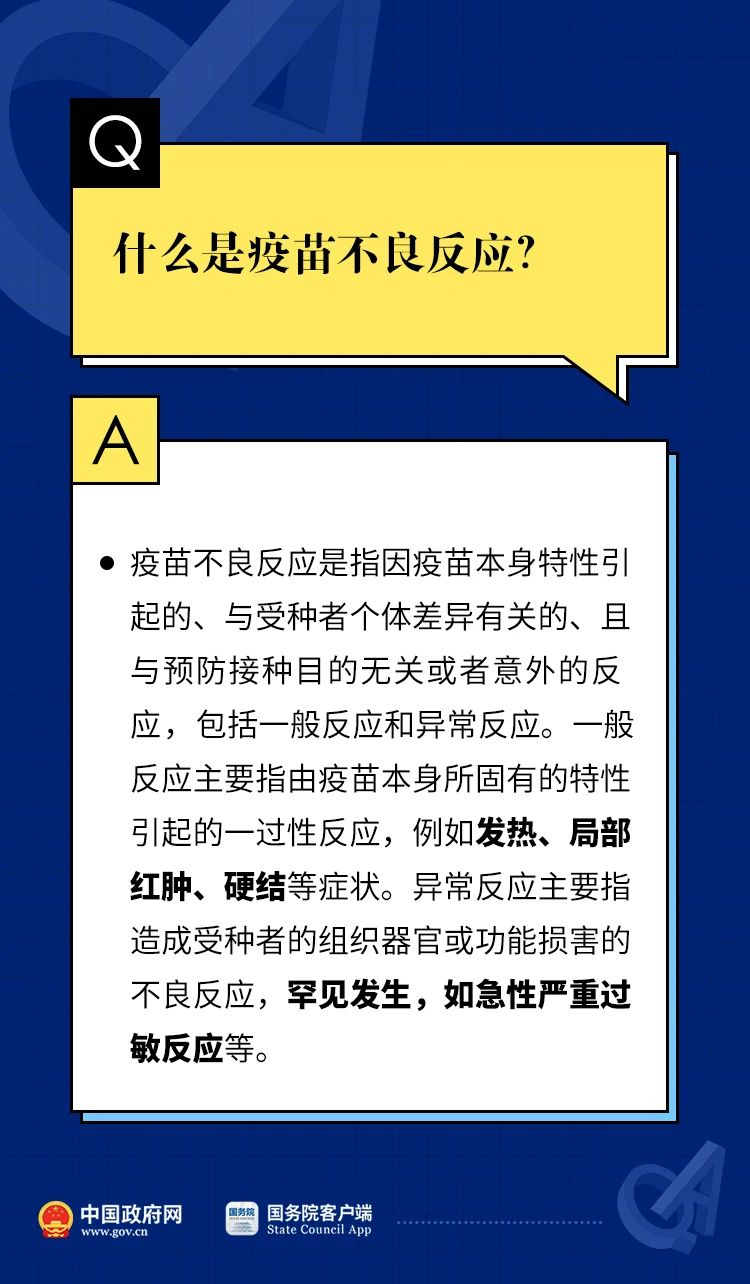 Q
什么是疫苗不良反应？
A
● 疫苗不良反应是指因疫苗本身特性引
起的、与受种者个体差异有关的、且
与预防接种目的无关或者意外的反
应，包括一般反应和异常反应。一般
反应主要指由疫苗本身所固有的特性
引起的一过性反应，例如发热、局部
红肿、硬结等症状。异常反应主要指
造成受种者的组织器官或功能损害的
不良反应，罕见发生，如急性严重过
敏反应等。
中国政府网
www.gov.cn
国务院
国务院客户端
State Council App
QA